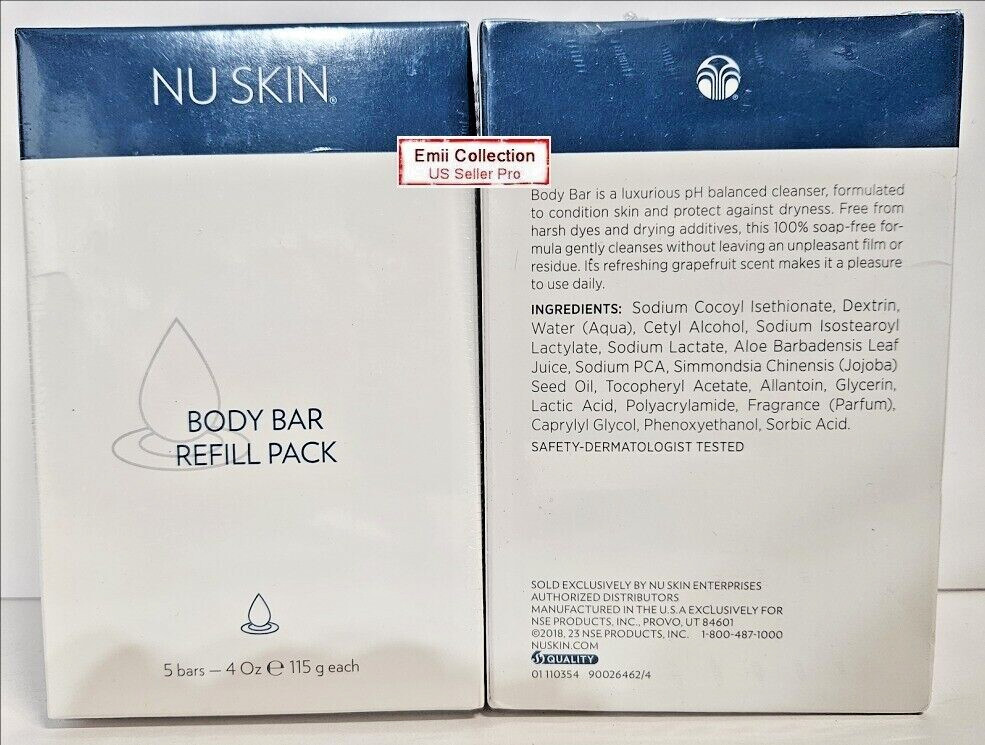 NU SKIN®
BODY BAR
REFILL PACK
5 bars — 4 Oz ℮ 115 g each
Emii Collection
US Seller Pro
Body Bar is a luxurious pH balanced cleanser, formulated
to condition skin and protect against dryness. Free from
harsh dyes and drying additives, this 100% soap-free for-
mula gently cleanses without leaving an unpleasant film or
residue. It's refreshing grapefruit scent makes it a pleasure
to use daily.
INGREDIENTS: Sodium Cocoyl Isethionate, Dextrin,
Water (Aqua), Cetyl Alcohol, Sodium Isostearoyl
Lactylate, Sodium Lactate, Aloe Barbadensis Leaf
Juice, Sodium PCA, Simmondsia Chinensis (Jojoba)
Seed Oil, Tocopheryl Acetate, Allantoin, Glycerin,
Lactic Acid, Polyacrylamide, Fragrance (Parfum),
Caprylyl Glycol, Phenoxyethanol, Sorbic Acid.
SAFETY-DERMATOLOGIST TESTED
SOLD EXCLUSIVELY BY NU SKIN ENTERPRISES
AUTHORIZED DISTRIBUTORS
MANUFACTURED IN THE U.S.A EXCLUSIVELY FOR
NSE PRODUCTS, INC., PROVO, UT 84601
©2018, 23 NSE PRODUCTS, INC. 1-800-487-1000
NUSKIN.COM
6S QUALITY
01 110354 90026462/4